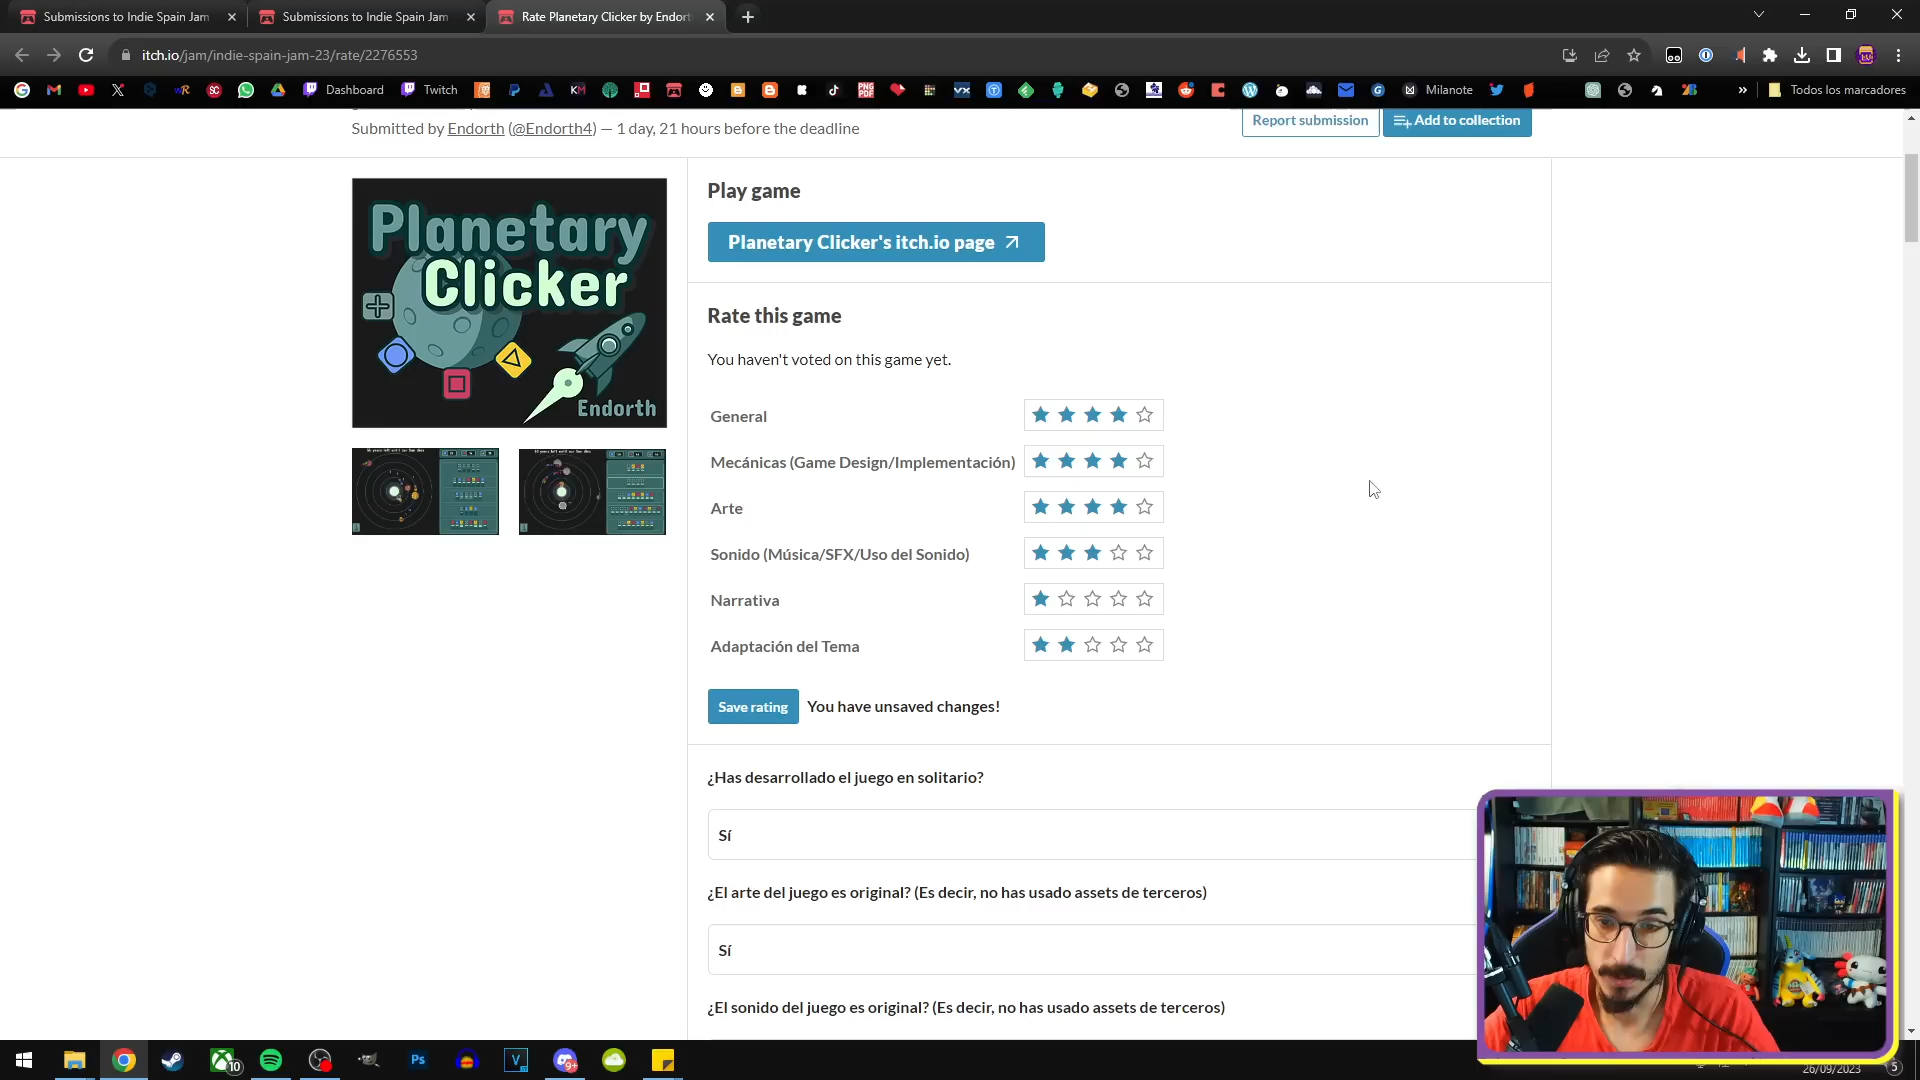 Submissions to Indie Spain Jam
Submissions to Indie Spain Jam
Rate Planetary Clicker by Endort
itch.io/jam/indie-spain-jam-23/rate/2276553
Dashboard
Twitch
Milanote
Todos los marcadores
Submitted by Endorth (@Endorth4) — 1 day, 21 hours before the deadline
Report submission
Add to collection
Planetary
Clicker
Endorth
Play game
Planetary Clicker's itch.io page
Rate this game
You haven't voted on this game yet.
General
Mecánicas (Game Design/Implementación)
Arte
Sonido (Música/SFX/Uso del Sonido)
Narrativa
Adaptación del Tema
Save rating
You have unsaved changes!
¿Has desarrollado el juego en solitario?
Sí
¿El arte del juego es original? (Es decir, no has usado assets de terceros)
Sí
¿El sonido del juego es original? (Es decir, no has usado assets de terceros)
26/09/2023